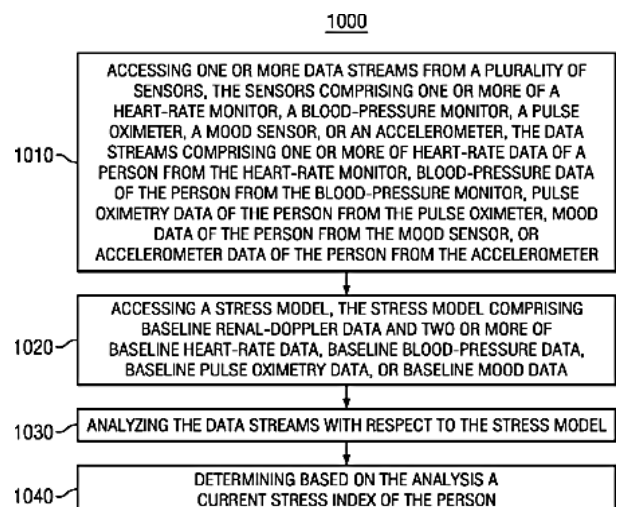 1000
ACCESSING ONE OR MORE DATA STREAMS FROM A PLURALITY OF
SENSORS, THE SENSORS COMPRISING ONE OR MORE OF A
HEART-RATE MONITOR, A BLOOD-PRESSURE MONITOR, A PULSE
OXIMETER, A MOOD SENSOR, OR AN ACCELEROMETER, THE DATA
STREAMS COMPRISING ONE OR MORE OF HEART-RATE DATA OF A
1010
PERSON FROM THE HEART-RATE MONITOR, BLOOD-PRESSURE DATA
OF THE PERSON FROM THE BLOOD-PRESSURE MONITOR, PULSE
OXIMETRY DATA OF THE PERSON FROM THE PULSE OXIMETER, MOOD
DATA OF THE PERSON FROM THE MOOD SENSOR, OR
ACCELEROMETER DATA OF THE PERSON FROM THE ACCELEROMETER
ACCESSING A STRESS MODEL, THE STRESS MODEL COMPRISING
BASELINE RENAL-DOPPLER DATA AND TWO OR MORE OF
1020
BASELINE HEART-RATE DATA, BASELINE BLOOD-PRESSURE DATA,
BASELINE PULSE OXIMETRY DATA, OR BASELINE MOOD DATA
1030
ANALYZING THE DATA STREAMS WITH RESPECT TO THE STRESS MODEL
1040
DETERMINING BASED ON THE ANALYSIS A
CURRENT STRESS INDEX OF THE PERSON